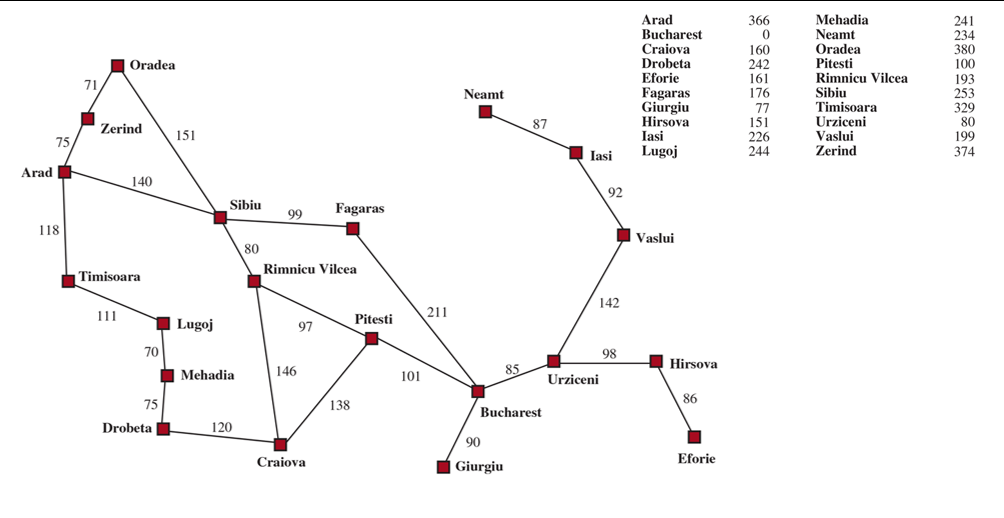 Arad 366 Mehadia 241
Bucharest 0 Neamt 234
Craiova 160 Oradea 380
Drobeta 242 Pitesti 100
Eforie 161 Rimnicu Vilcea 193
Fagaras 176 Sibiu 253
Giurgiu 77 Timisoara 329
Hirsova 151 Urziceni 80
Iasi 226 Vaslui 199
Lugoj 244 Zerind 374
Oradea
71
Neamt
Zerind
87
151
75
Iasi
Arad
140
92
Sibiu
Fagaras
99
118
Vaslui
80
Rimnicu Vilcea
Timisoara
142
211
111
Pitesti
Lugoj
97
70
98
Hirsova
85
Mehadia
146
101
Urziceni
86
75
138
Bucharest
Drobeta
120
90
Craiova
Giurgiu
Eforie